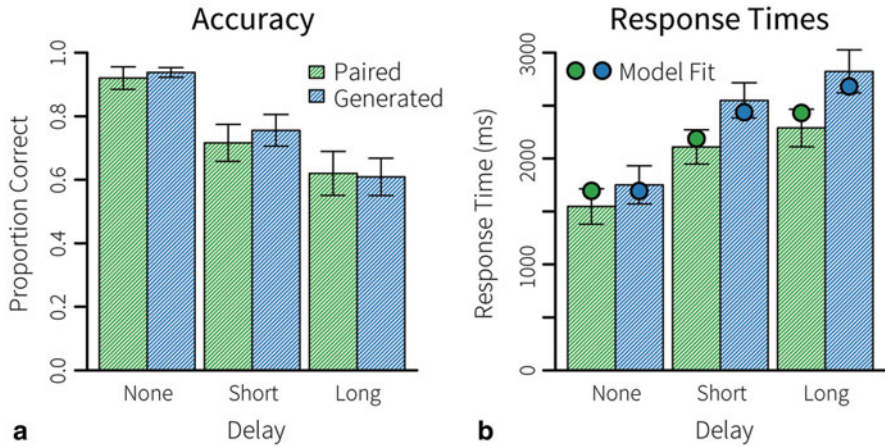 Accuracy
Proportion Correct
1.0
0.8
0.6
0.4
0.2
0.0
Paired
Generated
None Short Long
a
Delay
Response Times
Response Time (ms)
3000
2000
1000
0
Model Fit
None Short Long
b
Delay